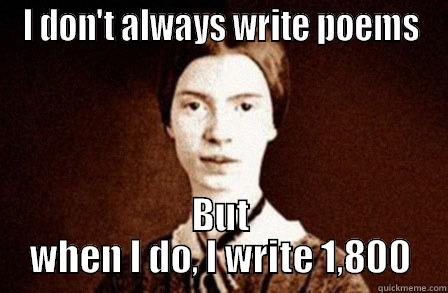 I don't always write poems
But
when I do, I write 1,800
quickmeme.com